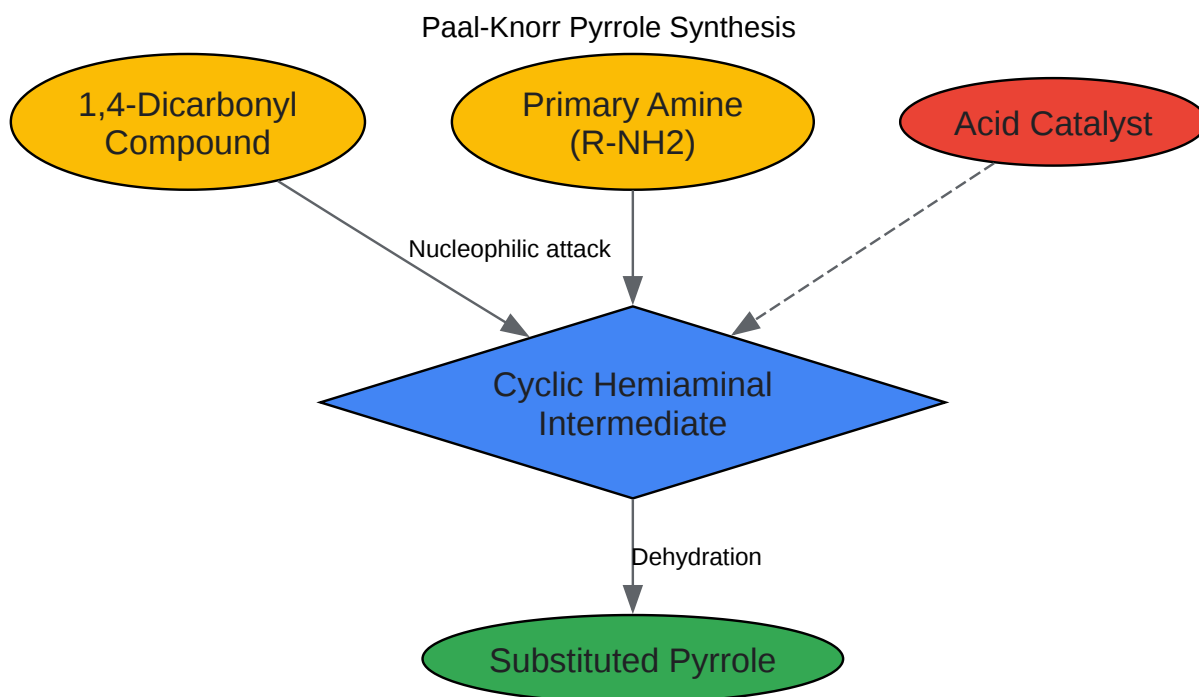 Paal-Knorr Pyrrole Synthesis
1,4-Dicarbonyl
Compound
Primary Amine
(R-NH2)
Acid Catalyst
Nucleophilic attack
Cyclic Hemiaminal
Intermediate
Dehydration
Substituted Pyrrole